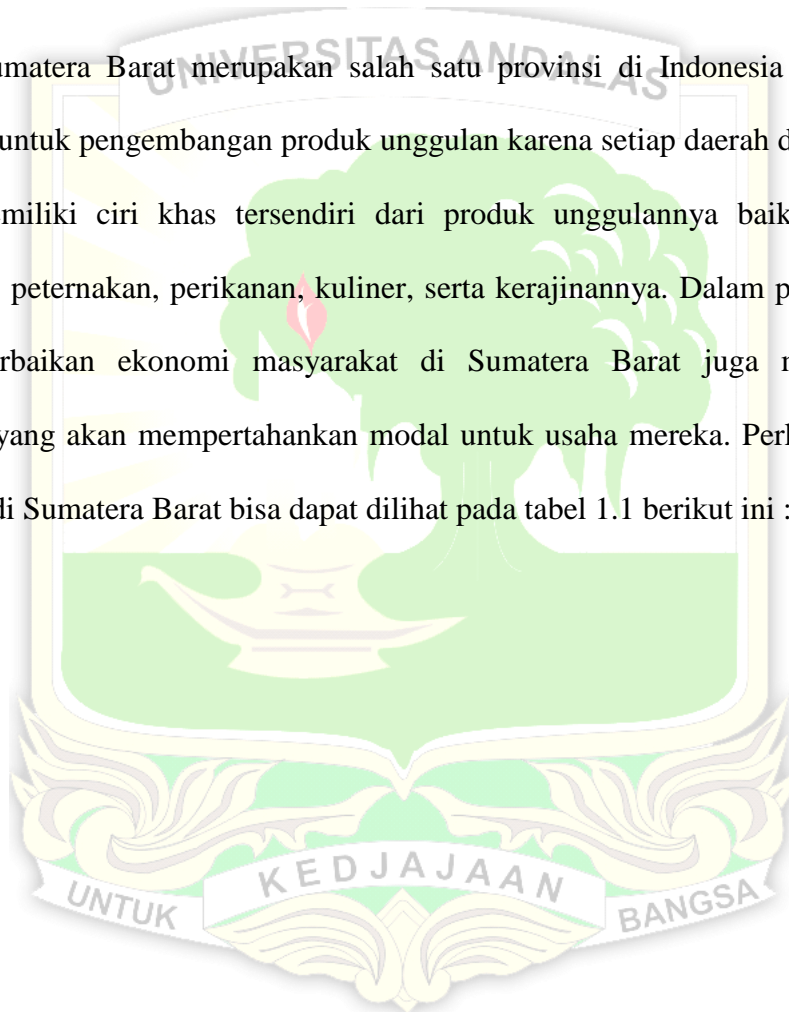 UNIVERSITAS ANDALAS
umatera Barat merupakan salah satu provinsi di Indonesia
untuk pengembangan produk unggulan karena setiap daerah d
emiliki ciri khas tersendiri dari produk unggulannya baik
peternakan, perikanan, kuliner, serta kerajinannya. Dalam p
rbaikan ekonomi masyarakat di Sumatera Barat juga
yang akan mempertahankan modal untuk usaha mereka. Perl
di Sumatera Barat bisa dapat dilihat pada tabel 1.1 berikut ini :
UNTUK KEDJAJAAN BANGSA